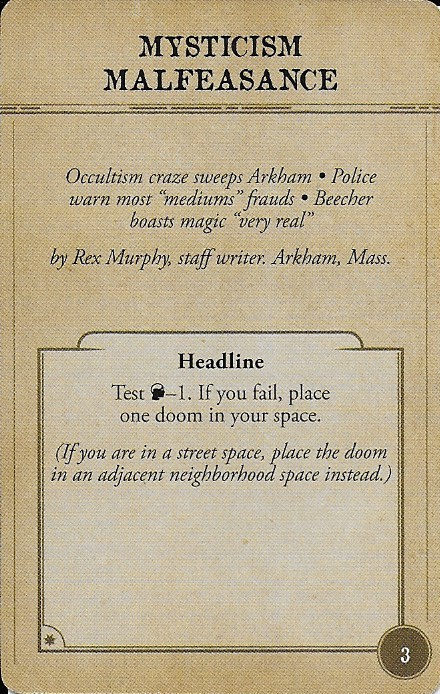 MYSTICISM
MALFEASANCE
Occultism craze sweeps Arkham • Police
warn most “mediums” frauds • Beecher
boasts magic “very real”
by Rex Murphy, staff writer. Arkham, Mass.
Headline
Test –1. If you fail, place
one doom in your space.
(If you are in a street space, place the doom
in an adjacent neighborhood space instead.)
3